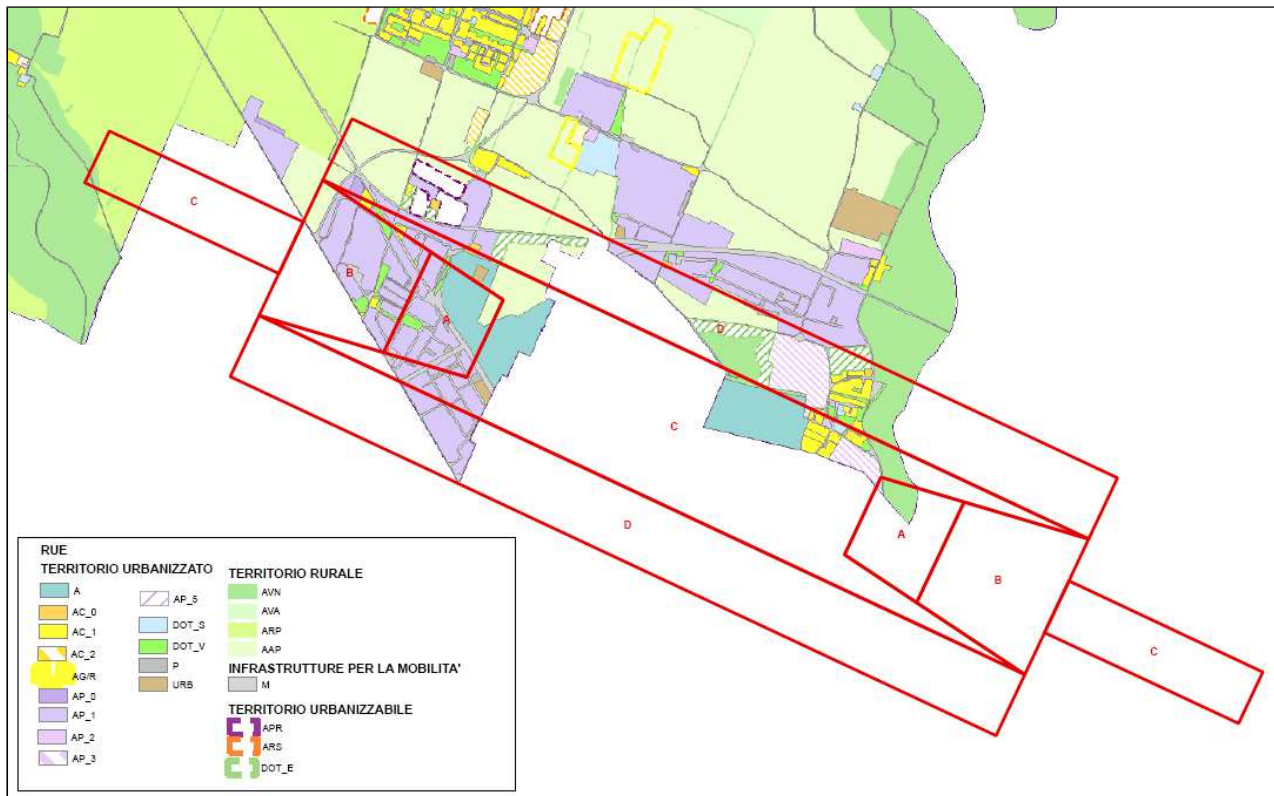 C
B
A
D
C
D
A
B
C
RUE
TERRITORIO URBANIZZATO
A
AC_0
AC_1
AC_2
AG/R
AP_0
AP_1
AP_2
AP_3
AP_5
DOT_S
DOT_V
P
URB
TERRITORIO RURALE
AVN
AVA
ARP
AAP
INFRASTRUTTURE PER LA MOBILITA'
M
TERRITORIO URBANIZZABILE
APR
ARS
DOT_E